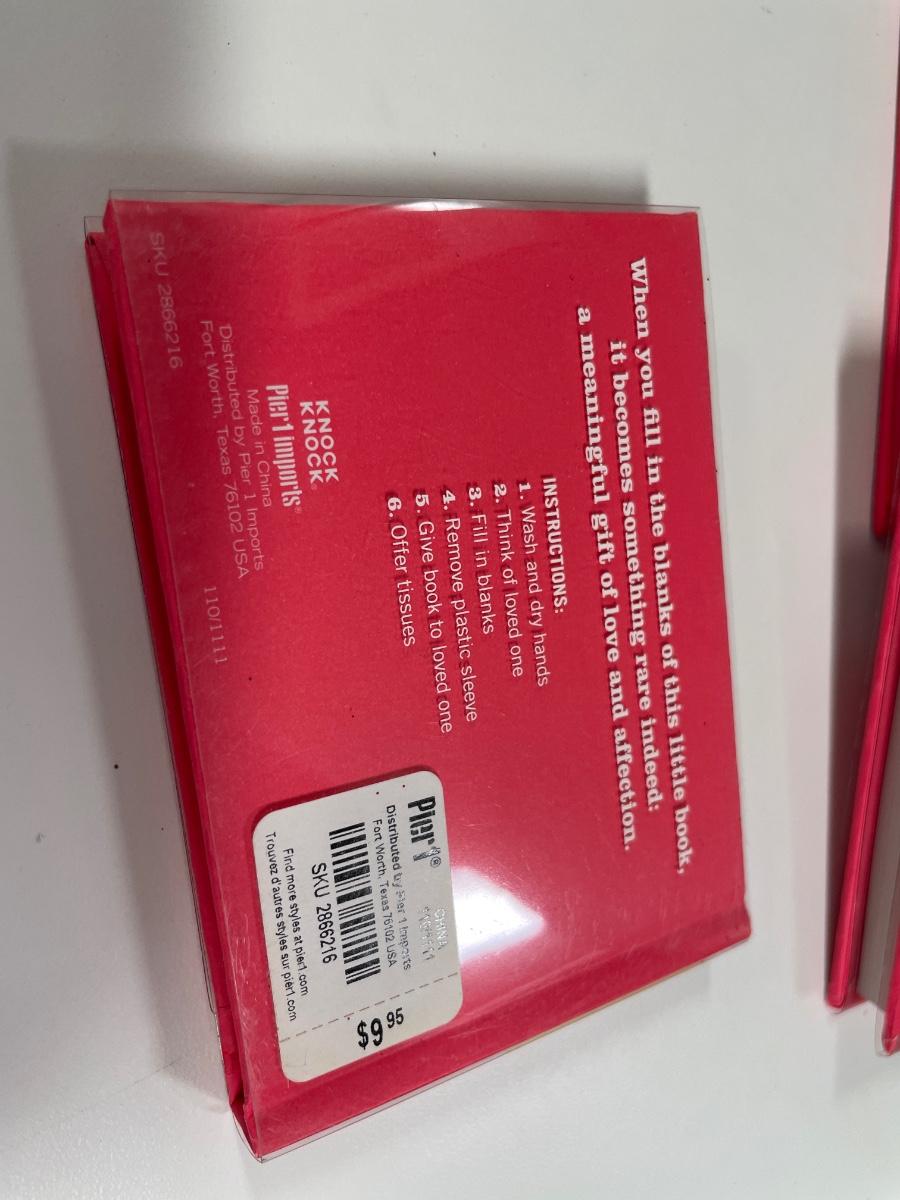 When you fill in the blanks of this little book,
it becomes something rare indeed:
a meaningful gift of love and affection.
INSTRUCTIONS:
1. Wash and dry hands
2. Think of loved one
3. Fill in blanks
4. Remove plastic sleeve
5. Give book to loved one
6. Offer tissues
KNOCK
KNOCK®
Pier 1 imports®
Made in China
Distributed by Pier 1 Imports
Fort Worth, Texas 76102 USA
110/1111
SKU 2866216
Pier 1®
CHINA
Distributed by Pier 1 Imports
Fort Worth, Texas 76102 USA
SKU 2866216
Find more styles at pier1.com
Trouvez d'autres styles sur pier1.com
$9 95